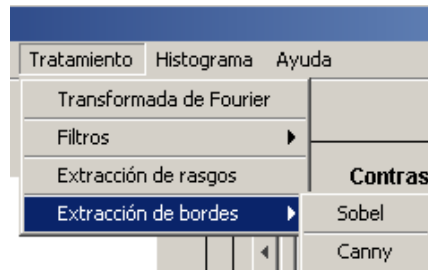 Tratamiento Histograma Ayuda
Transformada de Fourier
Filtros
Extracción de rasgos
Contras
Extracción de bordes
Sobel
Canny